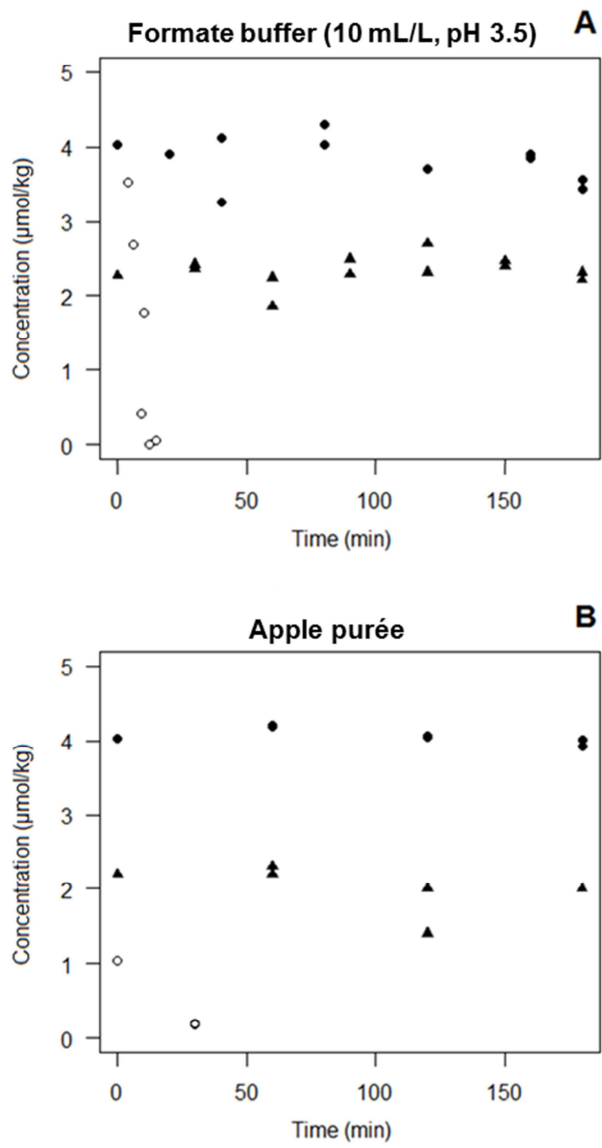 A
Formate buffer (10 mL/L, pH 3.5)
5
4
3
2
1
0
Concentration (µmol/kg)
0 50 100 150
Time (min)
B
Apple purée
5
4
3
2
1
0
Concentration (µmol/kg)
0 50 100 150
Time (min)